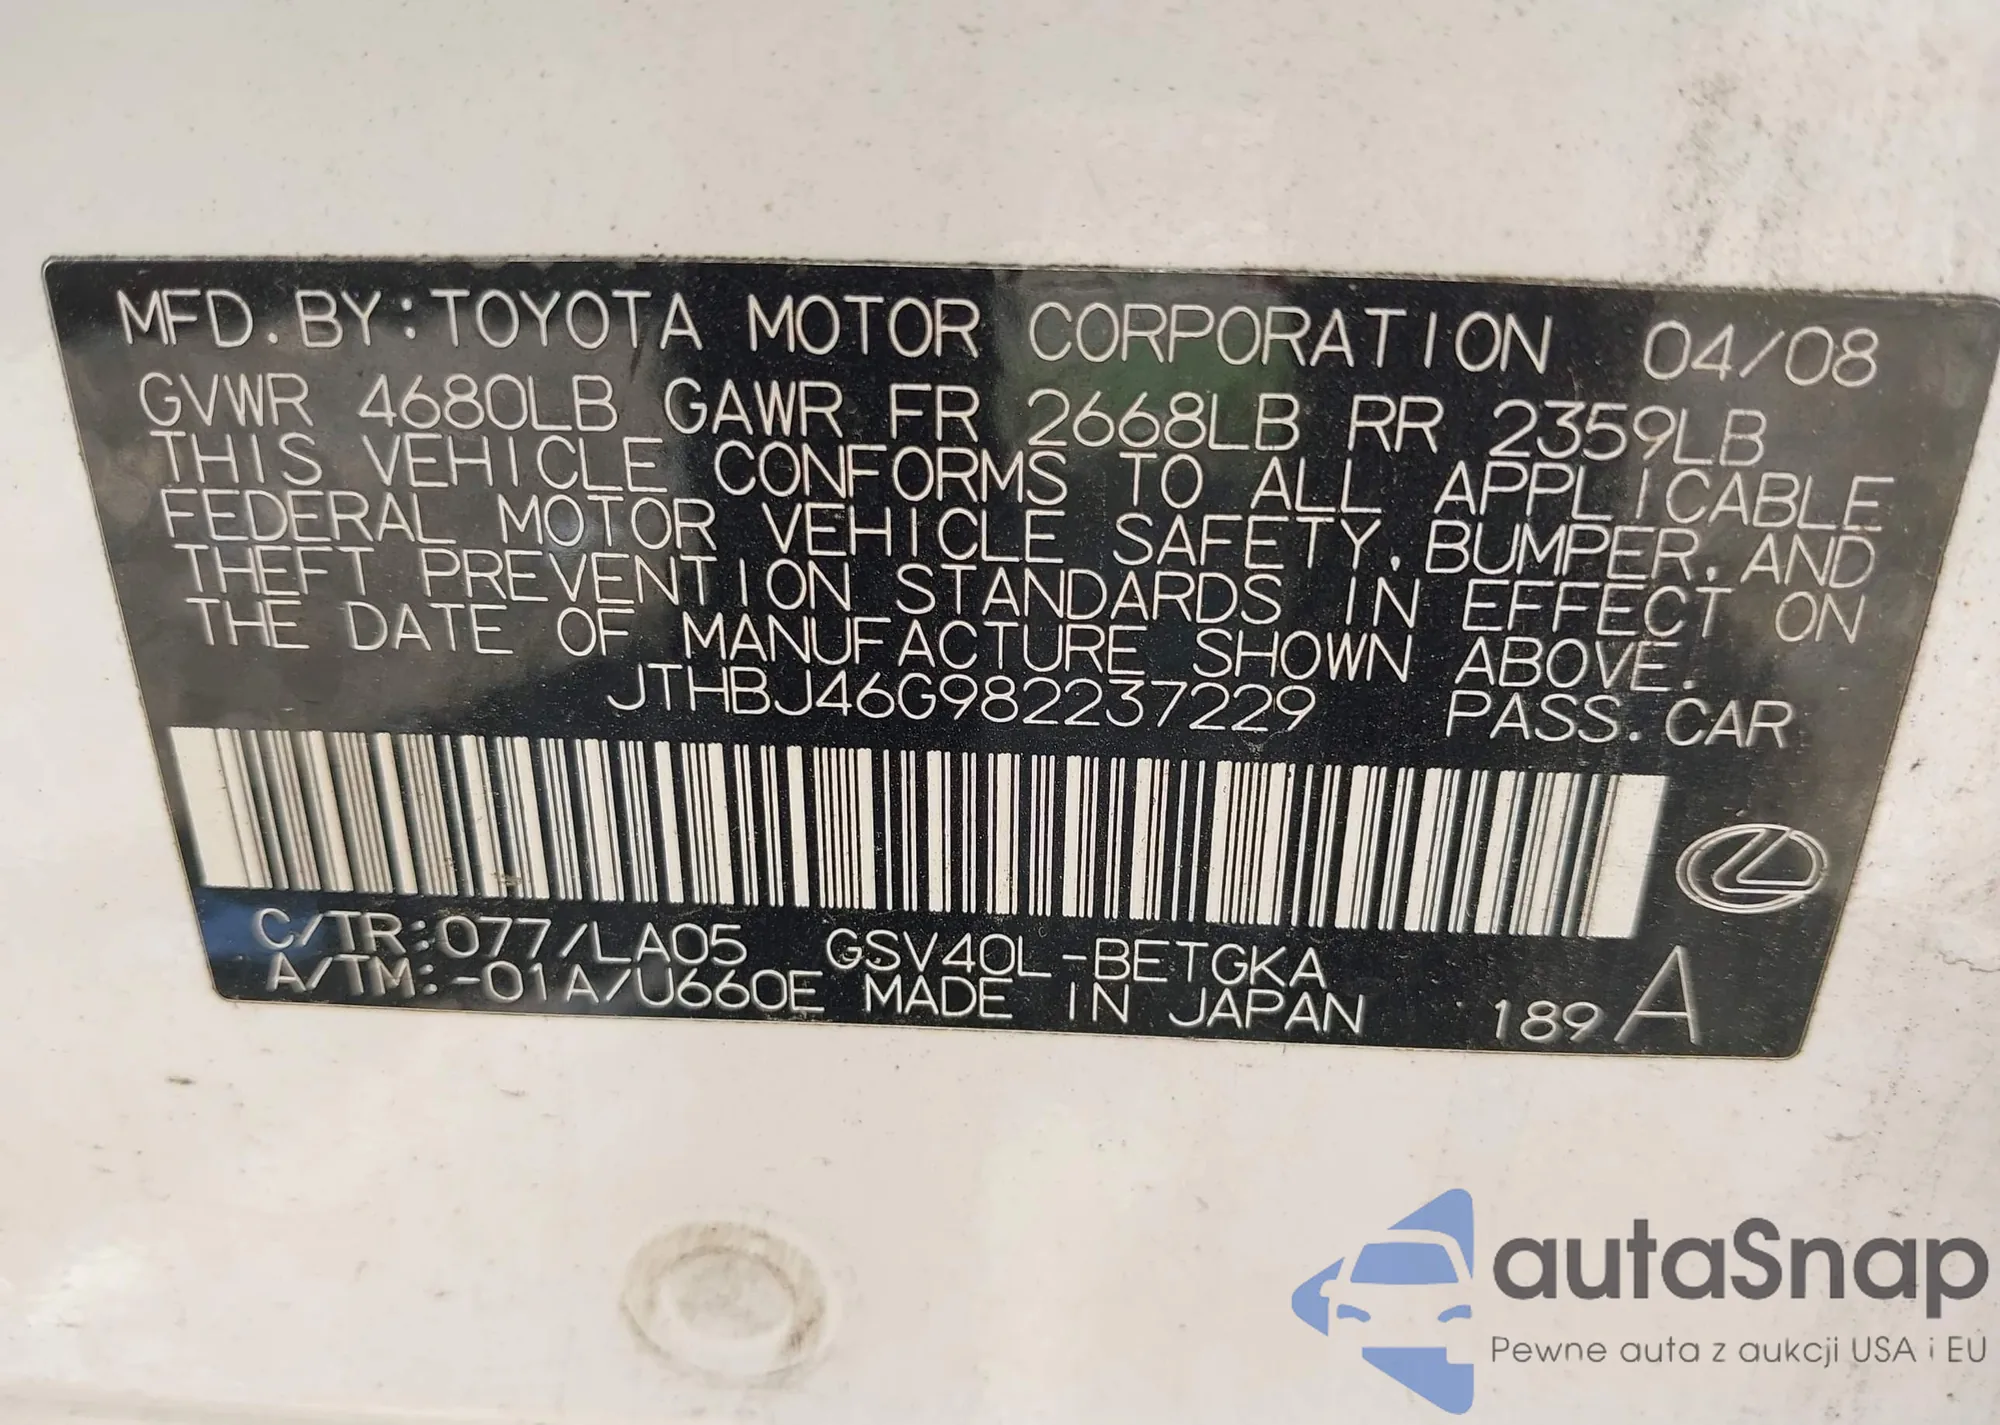 MFD.BY:TOYOTA MOTOR CORPORATION 04/08
GVWR 4680LB GAWR FR 2668LB RR 2359LB
THIS VEHICLE CONFORMS TO ALL APPLICABLE
FEDERAL MOTOR VEHICLE SAFETY,BUMPER,AND
THEFT PREVENTION STANDARDS IN EFFECT ON
THE DATE OF MANUFACTURE SHOWN ABOVE.
JTHBJ46G982237229 PASS.CAR
C/TR:077/LA05 GSV40L-BETGKA
A/TM:-01A/U660E MADE IN JAPAN 189 A
autaSnap
Pewne auta z aukcji USA i EU